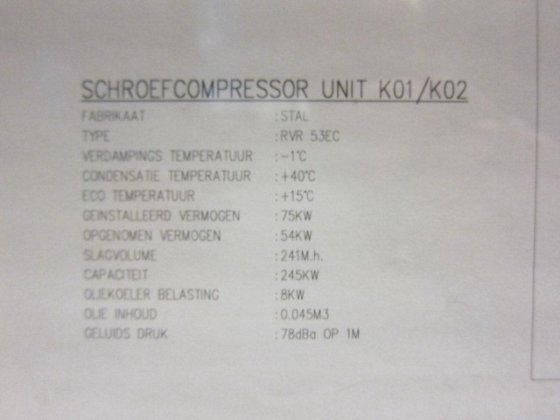 SCHROEFCOMPRESSOR UNIT K01/K02
FABRIKAAT :STAL
TYPE :RVR 53EC
VERDAMPINGS TEMPERATUUR :-1°C
CONDENSATIE TEMPERATUUR :+40°C
ECO TEMPERATUUR :+15°C
GEINSTALLEERD VERMOGEN :75KW
OPGENOMEN VERMOGEN :54KW
SLAGVOLUME :241M.h.
CAPACITEIT :245KW
OLIEKOELER BELASTING :8KW
OLIE INHOUD :0.045M3
GELUIDS DRUK :78dBa OP 1M